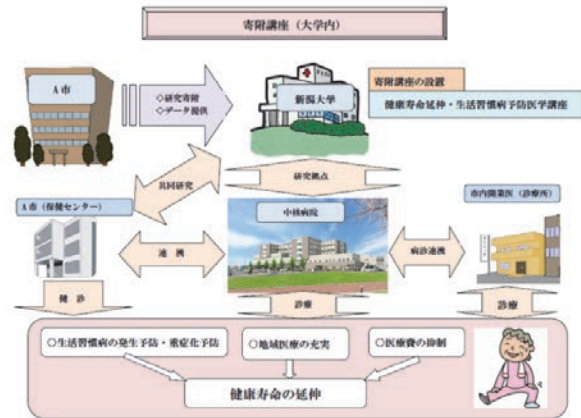 寄附講座（大学内）
A市
◇研究寄附
◇データ提供
新潟大学
寄附講座の設置
健康寿命延伸・生活習慣病予防医学講座
共同研究
研究拠点
A市（保健センター）
中核病院
市内開業医（診療所）
連携
病診連携
健診
診療
診療
○生活習慣病の発生予防・重症化予防
○地域医療の充実
○医療費の抑制
健康寿命の延伸